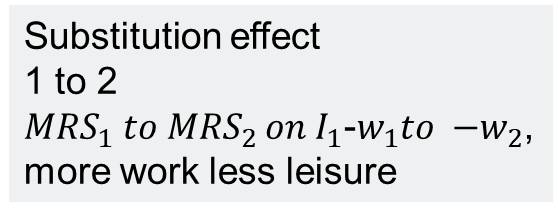 Substitution effect
1 to 2
𝑀𝑅𝑆₁ 𝑡𝑜 𝑀𝑅𝑆₂ 𝑜𝑛 𝐼₁-𝑤₁𝑡𝑜 −𝑤₂,
more work less leisure